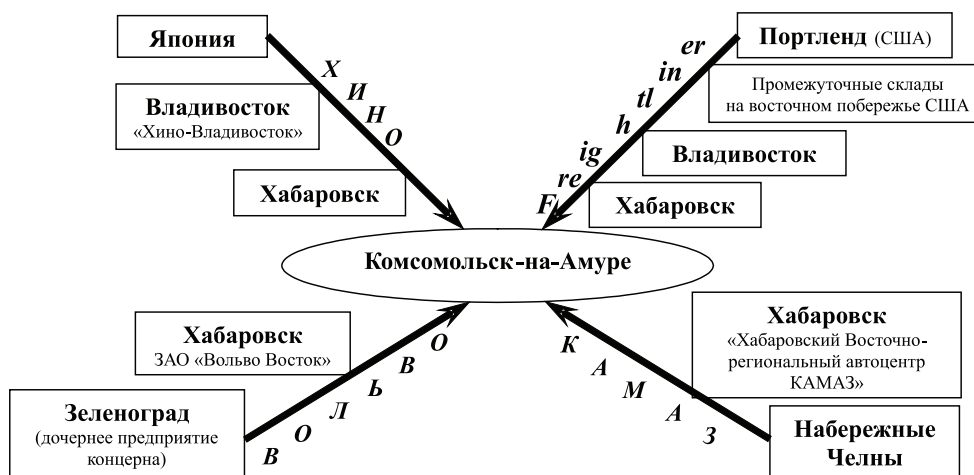 Япония
Портленд (США)
Х
И
Н
О
er
in
tl
h
ig
re
F
Владивосток
«Хино-Владивосток»
Промежуточные склады
на восточном побережье США
Владивосток
Хабаровск
Хабаровск
Комсомольск-на-Амуре
Хабаровск
ЗАО «Вольво Восток»
О
В
Ь
Л
О
В
К
А
М
А
З
Хабаровск
«Хабаровский Восточно-
региональный автоцентр
КАМАЗ»
Зеленоград
(дочернее предприятие
концерна)
Набережные
Челны